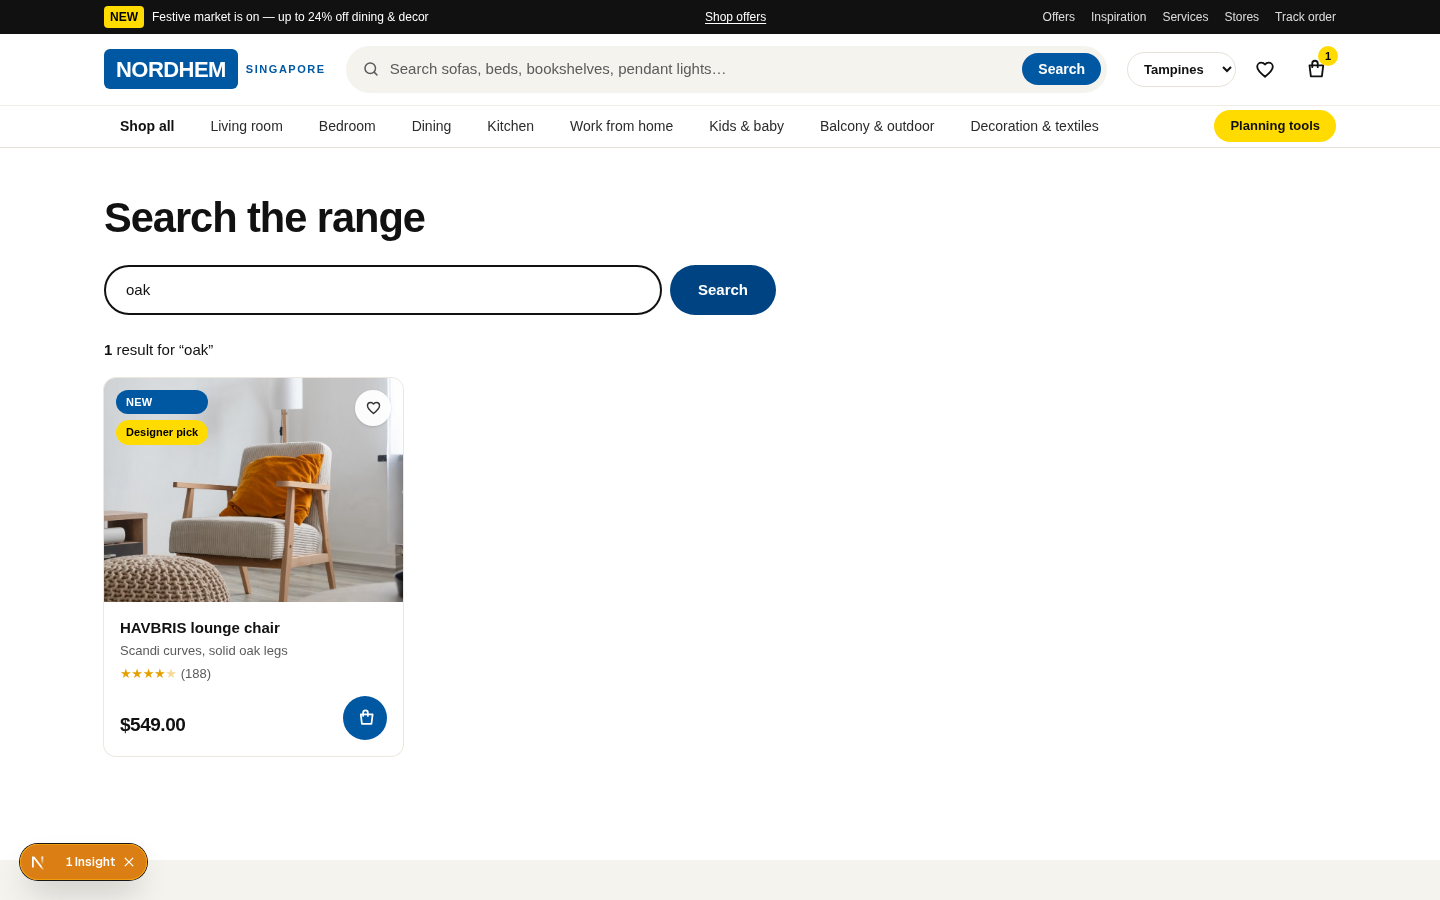 NEW Festive market is on — up to 24% off dining & decor Shop offers Offers Inspiration Services Stores Track order
NORDHEM SINGAPORE Search sofas, beds, bookshelves, pendant lights… Search Tampines 1
Shop all Living room Bedroom Dining Kitchen Work from home Kids & baby Balcony & outdoor Decoration & textiles Planning tools
Search the range
oak Search
1 result for “oak”
NEW
Designer pick
HAVBRIS lounge chair
Scandi curves, solid oak legs
★★★★★ (188)
$549.00
1 Insight